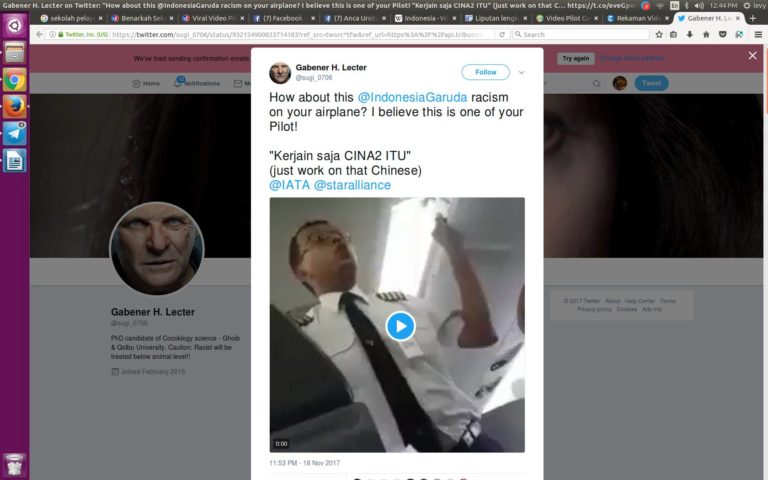 Gabener H. Lecter on Twitter: "How about this @IndonesiaGaruda racism on your airplane? I believe this is one of your Pilot! "Kerjain saja CINA2 ITU" (just work on that C... https://t.co/eveG
En
12:44 PM
levy
sekolah pelay
Benarkah Sek
Viral Video Pi
(7) Facebook
(7) Facebook
(7) Anca Ursit
indonesia - W
Liputan lengk
Video Pilot Ga
Rekaman Vide
Gabener H. Le
Twitter, Inc. (US)
https://twitter.com/sugi_0706/status/932154900833714183?ref_src=twsrc^tfw&ref_url=https%3A%2F%2Fapi.tribunn
Search
We've tried sending confirmation emails
Try again
Change email address
Home
Notifications
Tweet
Gabener H. Lecter
@sugi_0706
Follow
How about this @IndonesiaGaruda racism
on your airplane? I believe this is one of your
Pilot!
"Kerjain saja CINA2 ITU"
(just work on that Chinese)
@IATA @staralliance
0:00
11:53 PM - 18 Nov 2017
Gabener H. Lecter
@sugi_0706
PhD candidate of Cocoklogy science - Ghoib
& Qolbu University. Caution: Racist will be
treated below animal level!!
Joined February 2016
© 2017 Twitter About Help Center Terms
Privacy policy Cookies Ads info